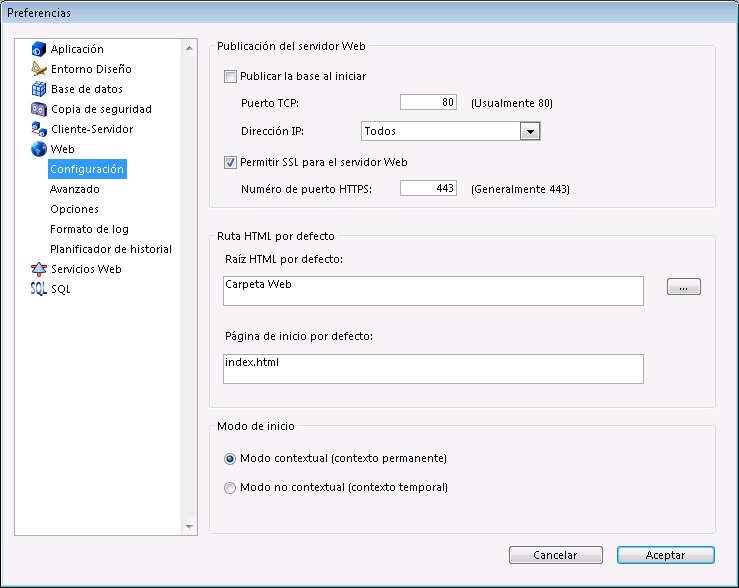 Preferencias
Aplicación
Entorno Diseño
Base de datos
Copia de seguridad
Cliente-Servidor
Web
Configuración
Avanzado
Opciones
Formato de log
Planificador de historial
Servicios Web
SQL SQL
Publicación del servidor Web
Publicar la base al iniciar
Puerto TCP: 80 (Usualmente 80)
Dirección IP: Todos
Permitir SSL para el servidor Web
Numéro de puerto HTTPS: 443 (Generalmente 443)
Ruta HTML por defecto
Raíz HTML por defecto:
Carpeta Web ...
Página de inicio por defecto:
index.html
Modo de inicio
Modo contextual (contexto permanente)
Modo no contextual (contexto temporal)
Cancelar Aceptar